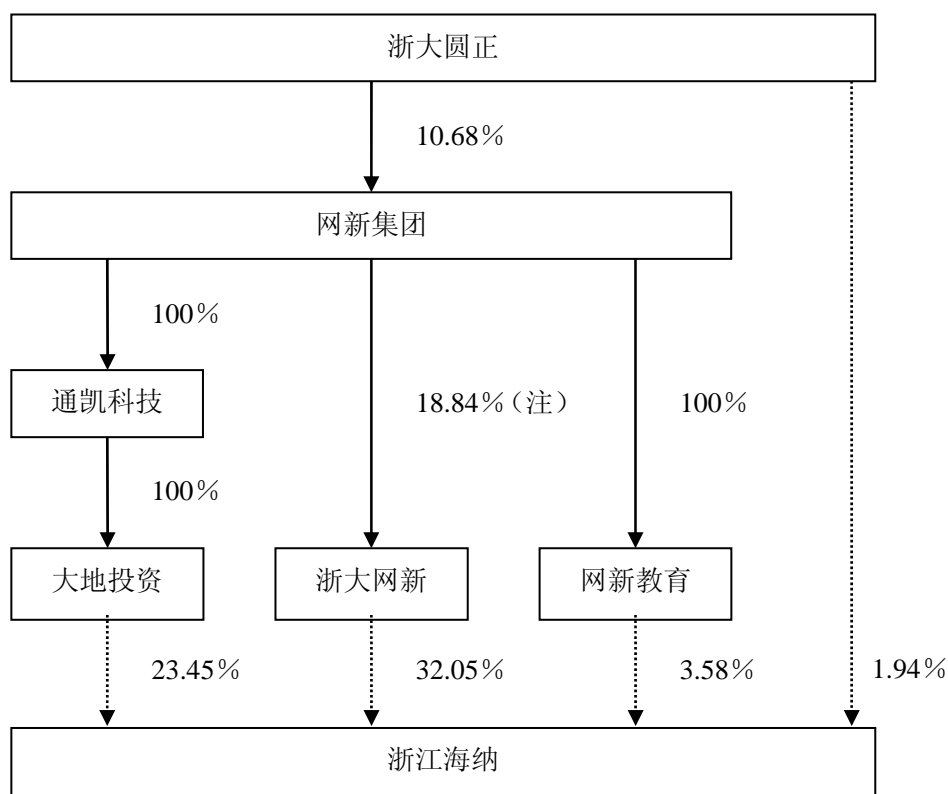 浙大圆正
10.68％
网新集团
100％
通凯科技
18.84％（注）
100％
100％
大地投资
浙大网新
网新教育
23.45％
32.05％
3.58％
1.94％
浙江海纳